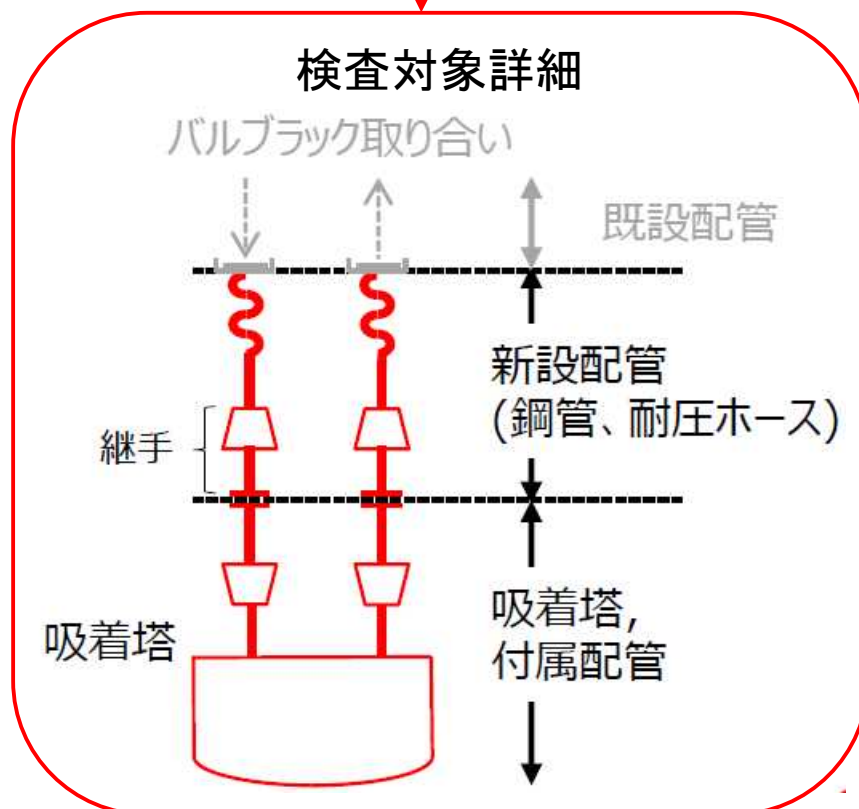 検査対象詳細
バルブラック取り合い
既設配管
新設配管
(鋼管、耐圧ホース)
継手
吸着塔
吸着塔,
付属配管